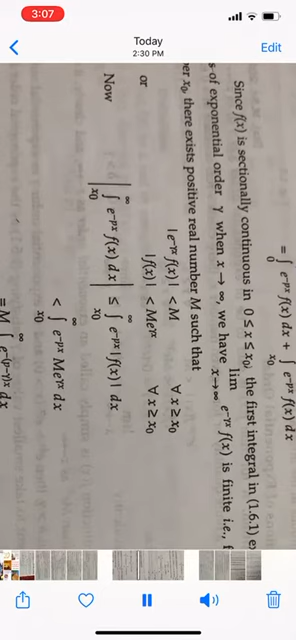 3:07
Today
2:30 PM
Edit
= ∫₀^x₀ e⁻ᵖˣ f(x) dx + ∫ₓ₀^∞ e⁻ᵖˣ f(x) dx
Since f(x) is sectionally continuous in 0 ≤ x ≤ x₀, the first integral in (1.6.1)
of exponential order γ when x → ∞, we have lim x→∞ e^-γx f(x) is finite i.e.,
x₀, there exists positive real number M such that
| e^-γx f(x) | < M ∀ x ≥ x₀
or | f(x) | < Me^γx ∀ x ≥ x₀
Now | ∫ₓ₀^∞ e⁻ᵖˣ f(x) dx | ≤ ∫ₓ₀^∞ e⁻ᵖˣ | f(x) | dx
< ∫ₓ₀^∞ e⁻ᵖˣ Me^γx dx
= M ∫ e^-(p-γ)x dx